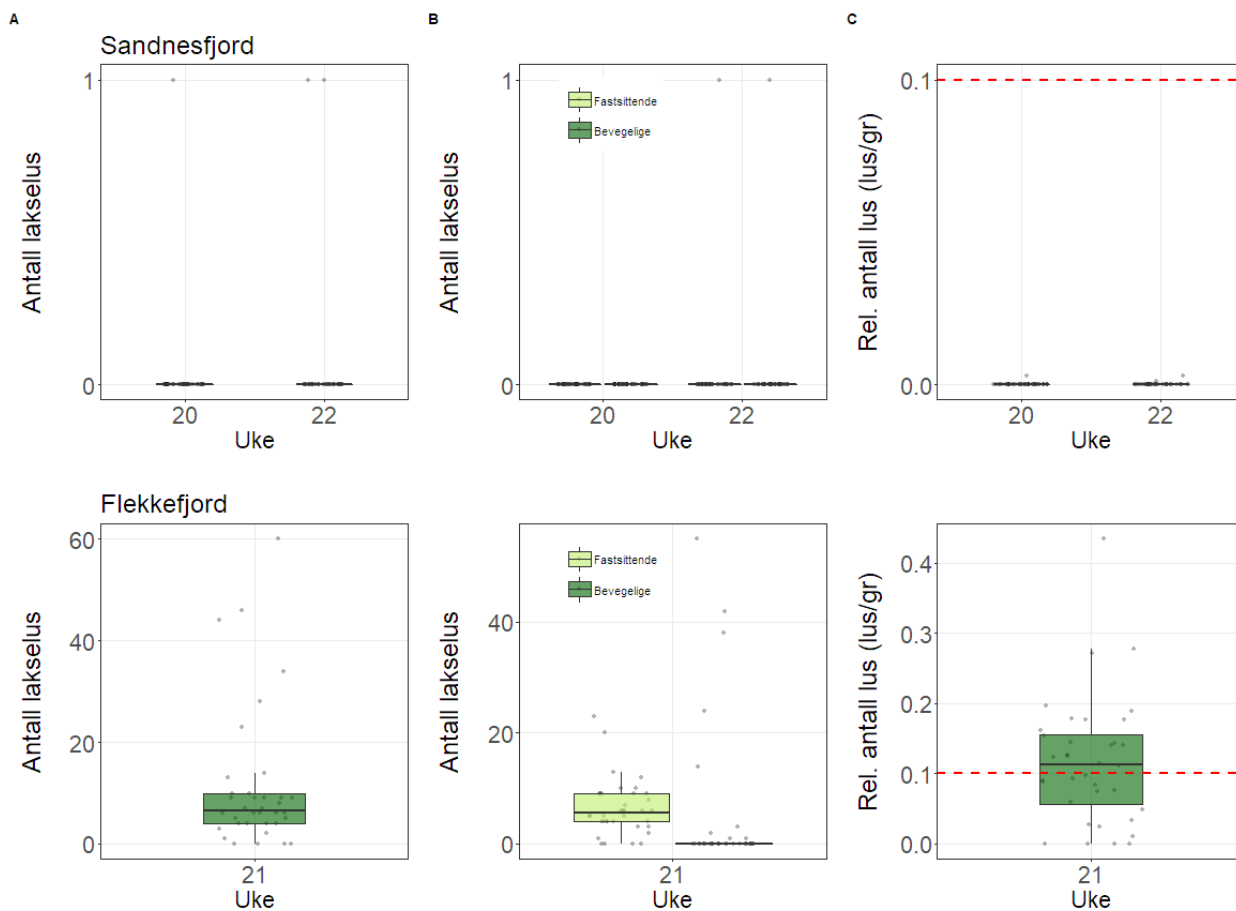 A
B
C
Sandnesfjord
Antall lakselus
1
0
20
22
Uke
Antall lakselus
1
0
Fastsittende
Bevegelige
20
22
Uke
Rel. antall lus (lus/gr)
0.1
0.0
20
22
Uke
Flekkefjord
Antall lakselus
60
40
20
0
21
Uke
Antall lakselus
40
20
0
Fastsittende
Bevegelige
21
Uke
Rel. antall lus (lus/gr)
0.4
0.3
0.2
0.1
0.0
21
Uke